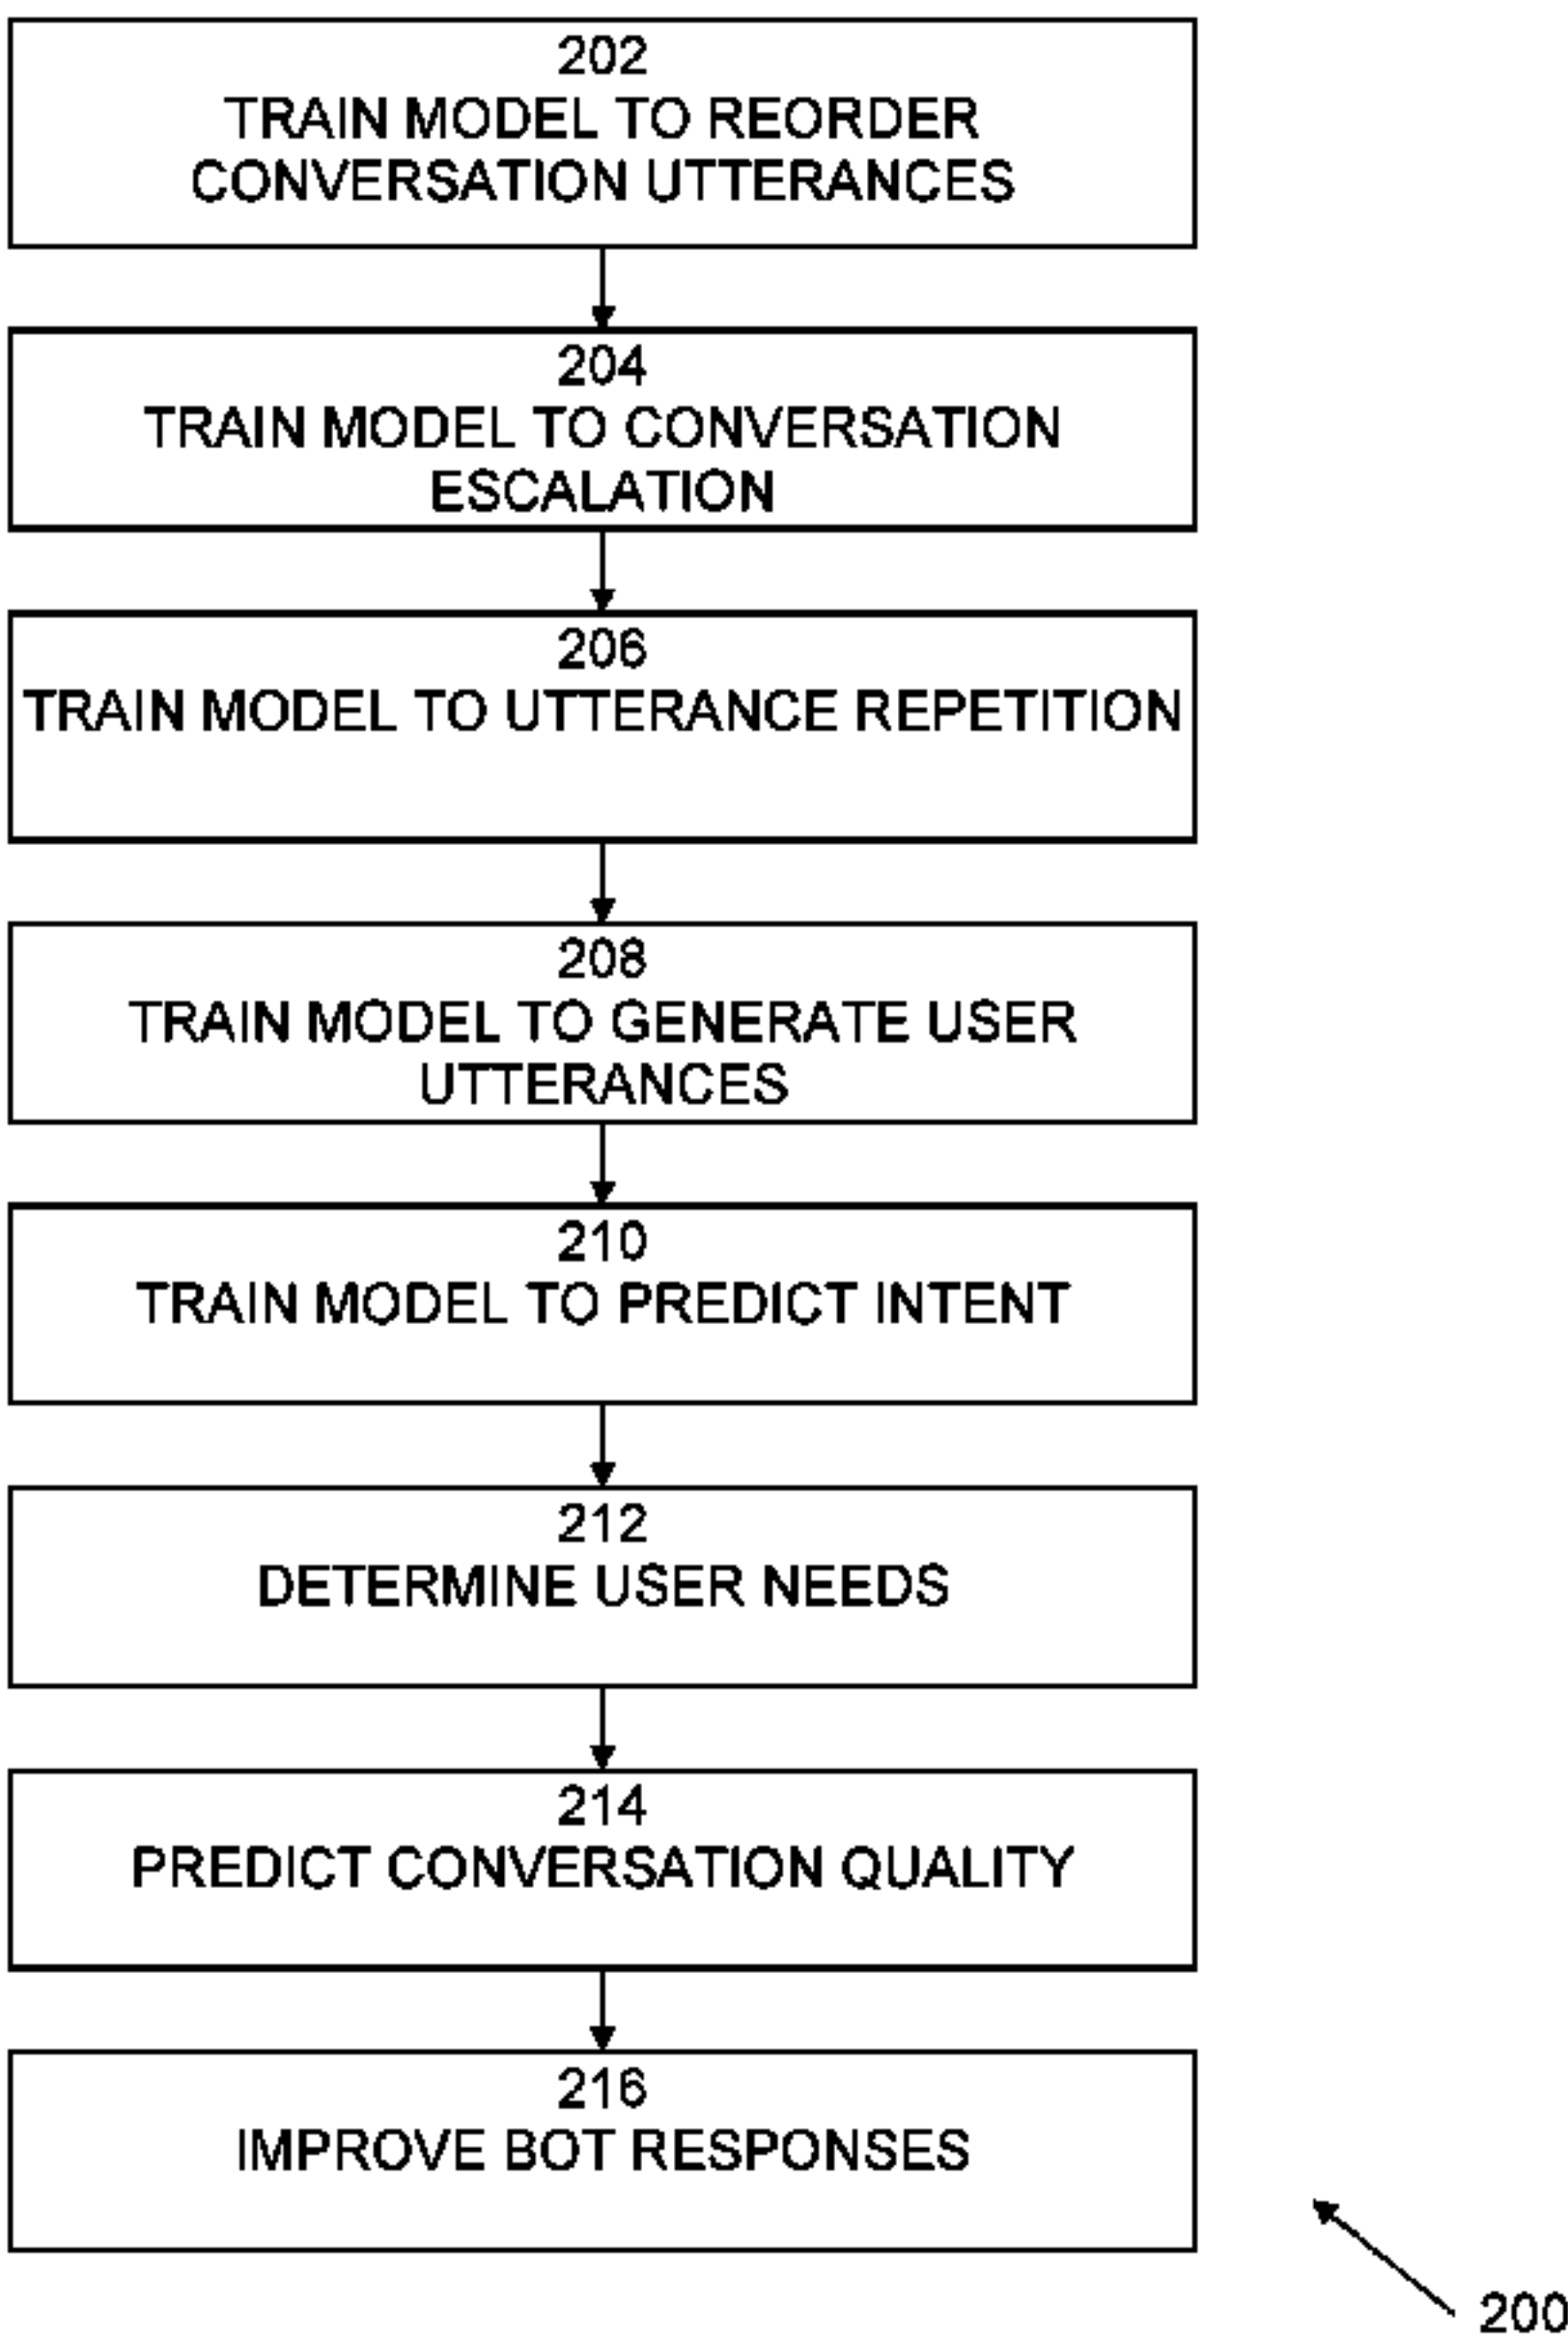 202
TRAIN MODEL TO REORDER
CONVERSATION UTTERANCES
204
TRAIN MODEL TO CONVERSATION
ESCALATION
206
TRAIN MODEL TO UTTERANCE REPETITION
208
TRAIN MODEL TO GENERATE USER
UTTERANCES
210
TRAIN MODEL TO PREDICT INTENT
212
DETERMINE USER NEEDS
214
PREDICT CONVERSATION QUALITY
216
IMPROVE BOT RESPONSES
200